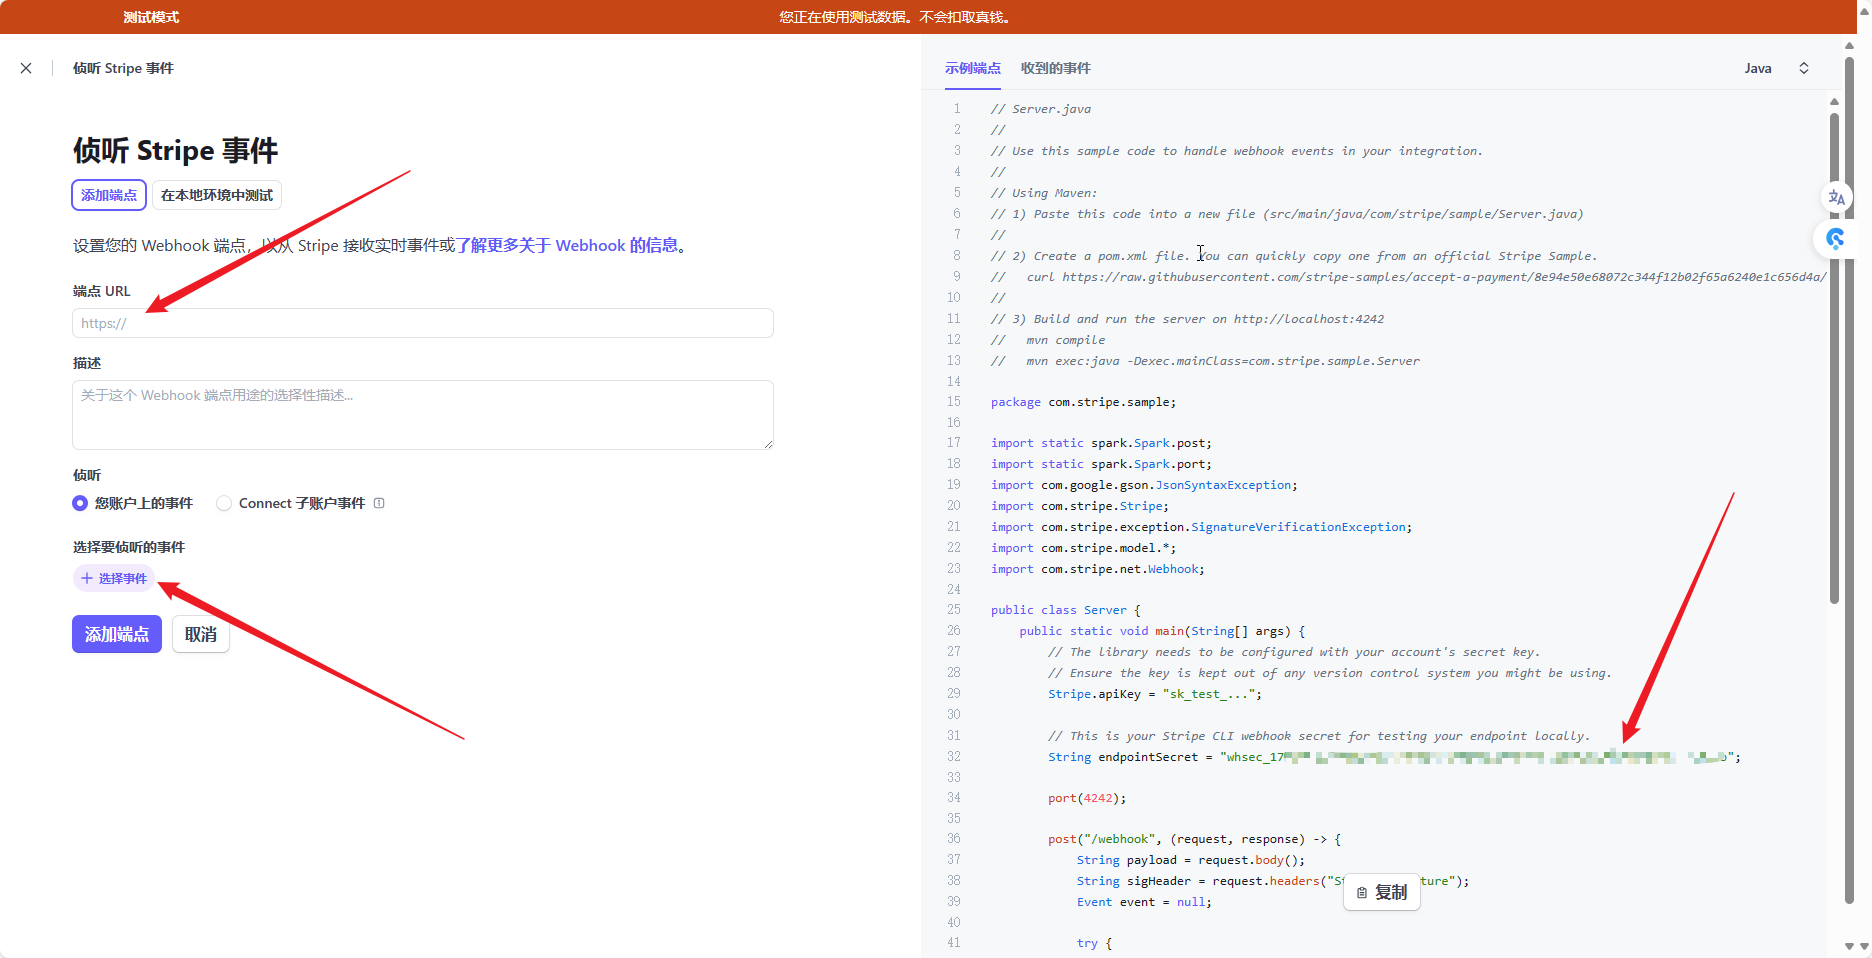 测试模式
您正在使用测试数据。不会扣取真钱。
侦听 Stripe 事件
侦听 Stripe 事件
添加端点
在本地环境中测试
设置您的 Webhook 端点，以从 Stripe 接收实时事件或了解更多关于 Webhook 的信息。
端点 URL
https://
描述
关于这个 Webhook 端点用途的选择性描述...
侦听
您账户上的事件
Connect 子账户事件
选择要侦听的事件
+ 选择事件
添加端点
取消
示例端点
收到的事件
Java
1 // Server.java
2 //
3 // Use this sample code to handle webhook events in your integration.
4 //
5 // Using Maven:
6 // 1) Paste this code into a new file (src/main/java/com/stripe/sample/Server.java)
7 //
8 // 2) Create a pom.xml file. You can quickly copy one from an official Stripe Sample.
9 //   curl https://raw.githubusercontent.com/stripe-samples/accept-a-payment/8e94e50e68072c344f12b02f65a6240e1c656d4a/
10 //
11 // 3) Build and run the server on http://localhost:4242
12 //   mvn compile
13 //   mvn exec:java -Dexec.mainClass=com.stripe.sample.Server
14
15 package com.stripe.sample;
16
17 import static spark.Spark.post;
18 import static spark.Spark.port;
19 import com.google.gson.JsonSyntaxException;
20 import com.stripe.Stripe;
21 import com.stripe.exception.SignatureVerificationException;
22 import com.stripe.model.*;
23 import com.stripe.net.Webhook;
24
25 public class Server {
26     public static void main(String[] args) {
27         // The library needs to be configured with your account's secret key.
28         // Ensure the key is kept out of any version control system you might be using.
29         Stripe.apiKey = "sk_test_...";
30
31         // This is your Stripe CLI webhook secret for testing your endpoint locally.
32         String endpointSecret = "whsec_17";
33
34         port(4242);
35
36         post("/webhook", (request, response) -> {
37             String payload = request.body();
38             String sigHeader = request.headers("S ture");
39             Event event = null;
40
41             try {
复制